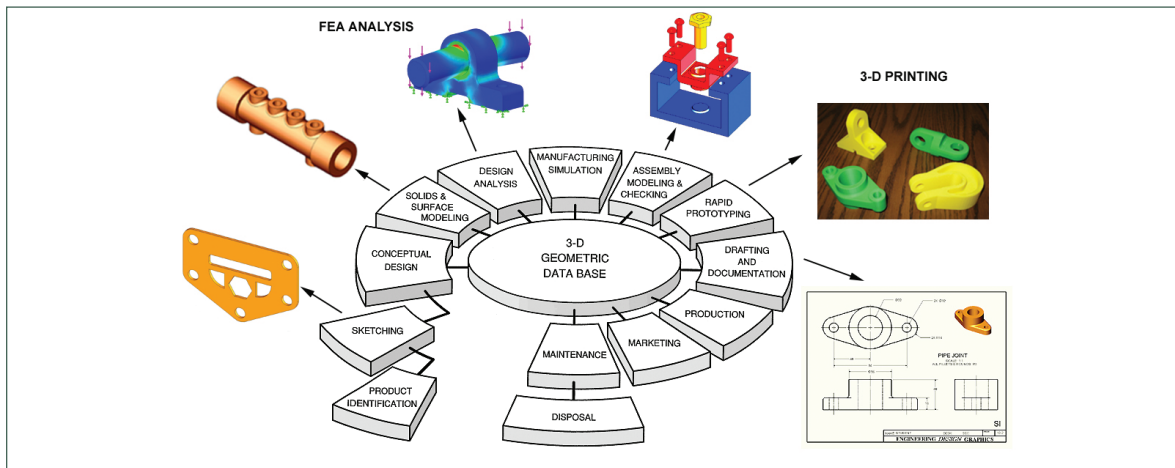 FEA ANALYSIS
3-D PRINTING
MANUFACTURING
SIMULATION
DESIGN
ANALYSIS
ASSEMBLY
MODELING &
CHECKING
SOLIDS &
SURFACE
MODELING
RAPID
PROTOTYPING
CONCEPTUAL
DESIGN
3-D
GEOMETRIC
DATA BASE
DRAFTING
AND
DOCUMENTATION
SKETCHING
PRODUCTION
MARKETING
MAINTENANCE
PRODUCT
IDENTIFICATION
DISPOSAL
PIPE JOINT
SI
ENGINEERING DESIGN GRAPHICS